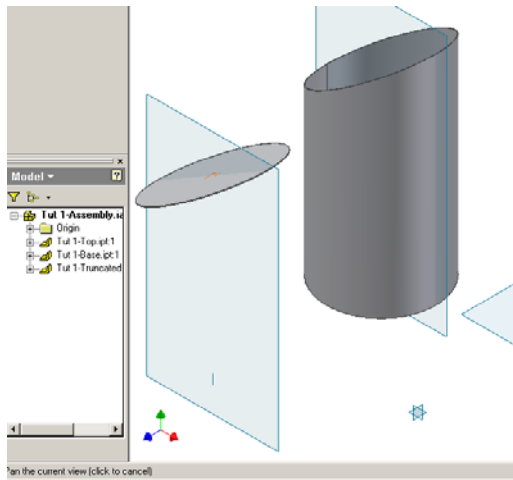 Model
Tut 1-Assembly.ia
Origin
Tut 1-Top.ipt:1
Tut 1-Base.ipt:1
Tut 1-Truncated
Pan the current view (click to cancel)